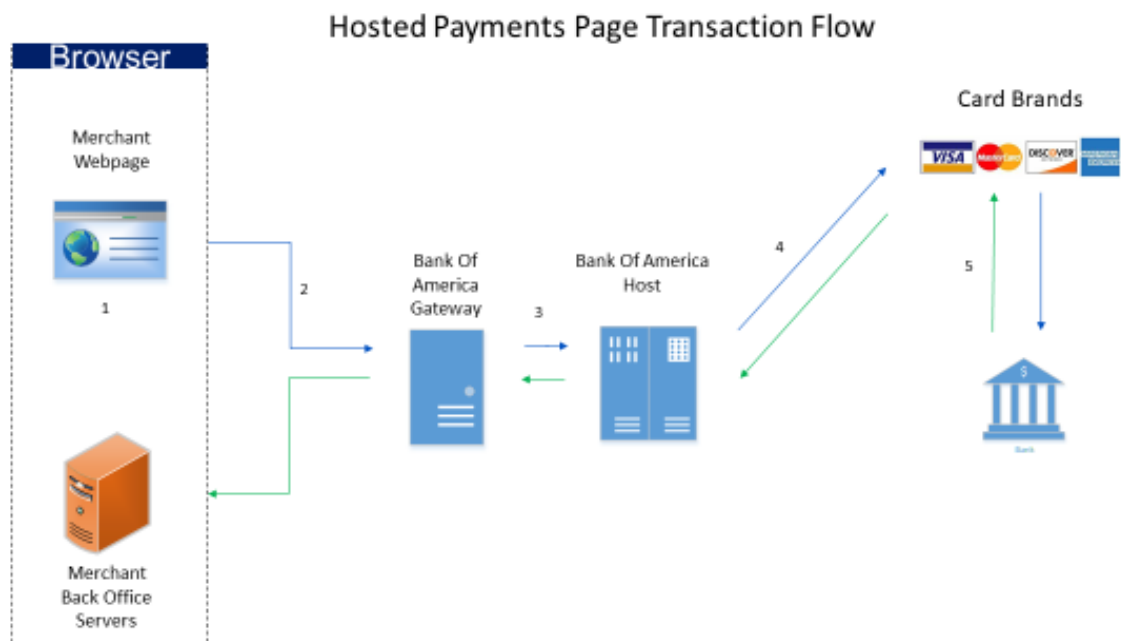 Hosted Payments Page Transaction Flow
Browser
Card Brands
Merchant
Webpage
VISA
MasterCard
DISCOVER
Bank Of
America
Gateway
Bank Of America
Host
1
2
3
4
5
$
Bank
Merchant
Back Office
Servers